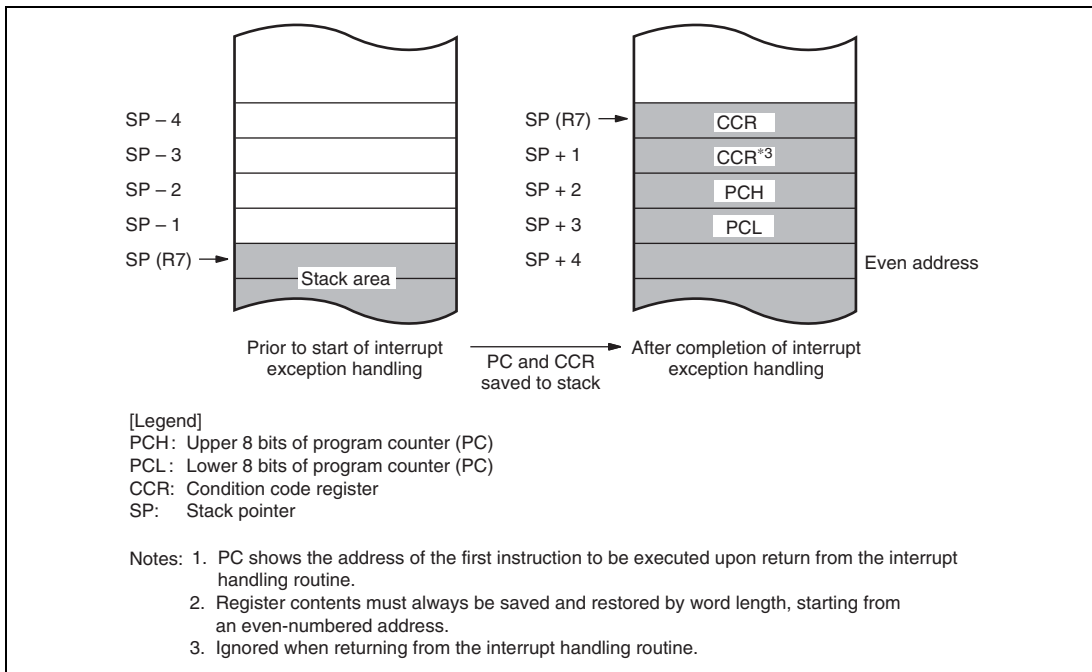 SP – 4
SP – 3
SP – 2
SP – 1
SP (R7)
Stack area
SP (R7)
SP + 1
SP + 2
SP + 3
SP + 4
CCR
CCR*3
PCH
PCL
Even address
Prior to start of interrupt
exception handling
PC and CCR
saved to stack
After completion of interrupt
exception handling
[Legend]
PCH: Upper 8 bits of program counter (PC)
PCL: Lower 8 bits of program counter (PC)
CCR: Condition code register
SP: Stack pointer
Notes: 1. PC shows the address of the first instruction to be executed upon return from the interrupt
handling routine.
2. Register contents must always be saved and restored by word length, starting from
an even-numbered address.
3. Ignored when returning from the interrupt handling routine.